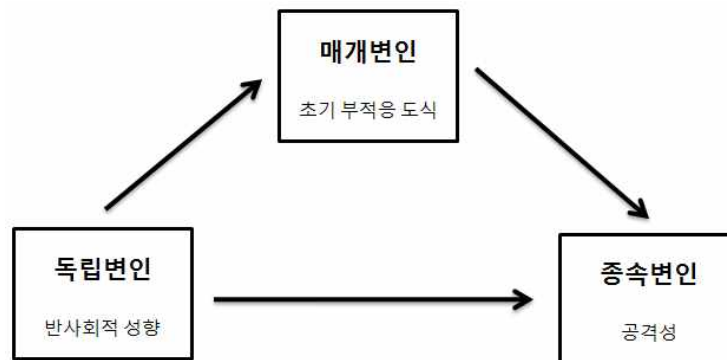 매개변인
초기 부적응 도식
독립변인
반사회적 성향
종속변인
공격성